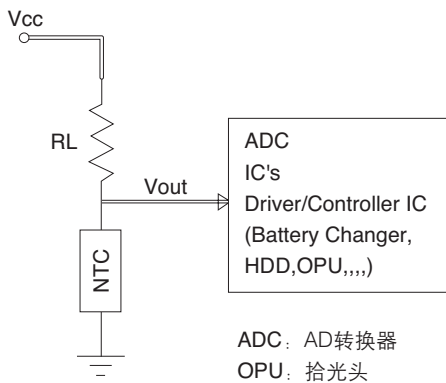 Vcc
RL
Vout
NTC
ADC
IC's
Driver/Controller IC
(Battery Changer,
HDD,OPU,,,,)
ADC：AD转换器
OPU：拾光头